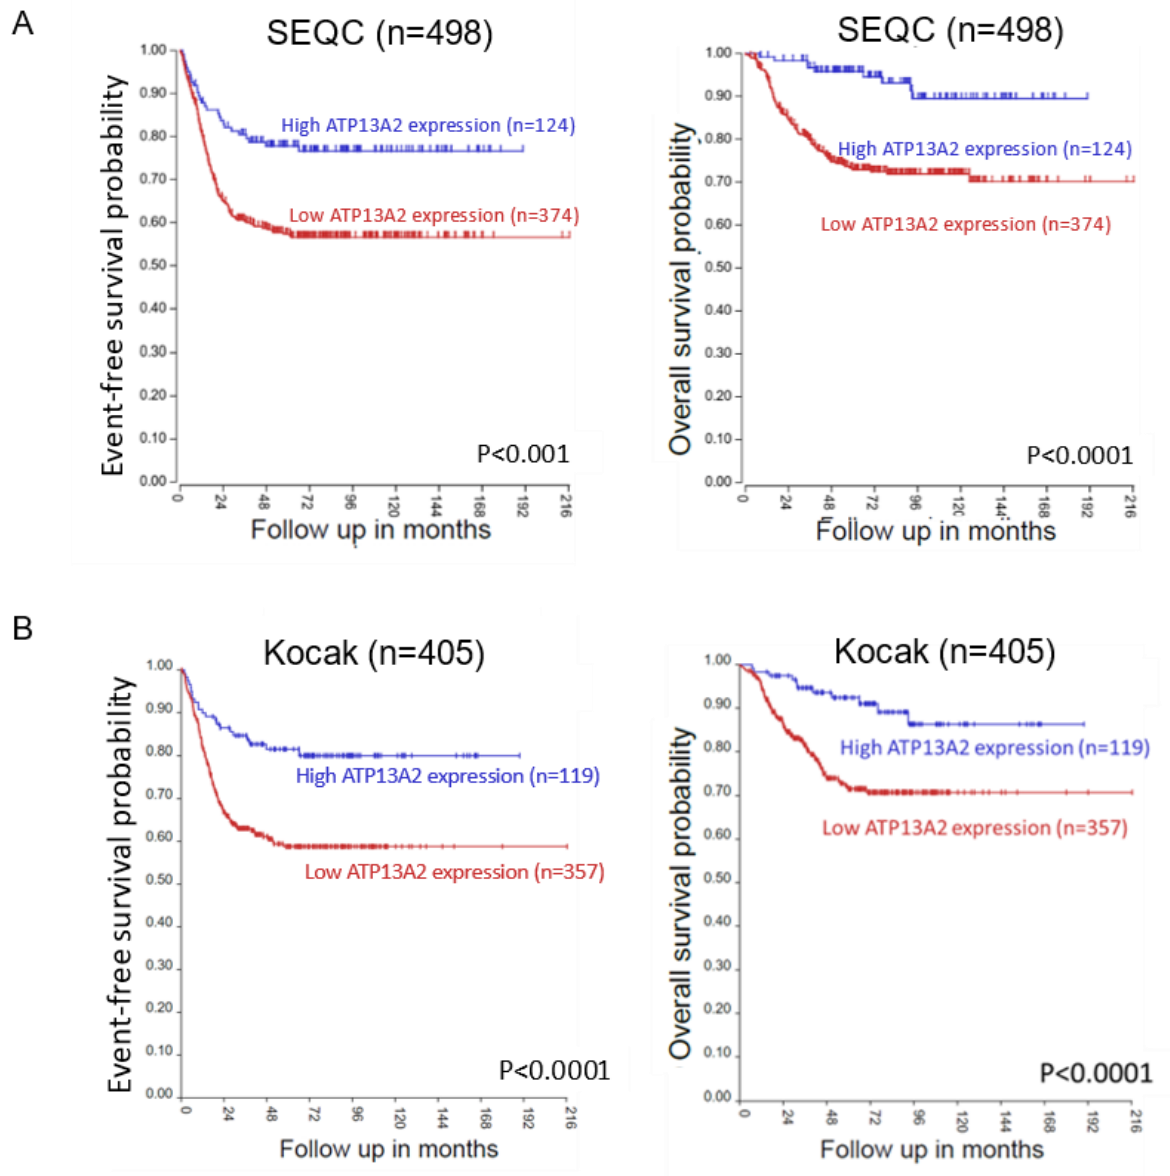 A
SEQC (n=498)
Event-free survival probability
1.00
0.90
0.80
0.70
0.60
0.50
0.40
0.30
0.20
0.10
0.00
High ATP13A2 expression (n=124)
Low ATP13A2 expression (n=374)
P<0.001
0 24 48 72 96 120 144 168 192 216
Follow up in months
SEQC (n=498)
Overall survival probability
1.00
0.90
0.80
0.70
0.60
0.50
0.40
0.30
0.20
0.10
0.00
High ATP13A2 expression (n=124)
Low ATP13A2 expression (n=374)
P<0.0001
0 24 48 72 96 120 144 168 192 216
Follow up in months
B
Kocak (n=405)
Event-free survival probability
1.00
0.90
0.80
0.70
0.60
0.50
0.40
0.30
0.20
0.10
0.00
High ATP13A2 expression (n=119)
Low ATP13A2 expression (n=357)
P<0.0001
0 24 48 72 96 120 144 168 192 216
Follow up in months
Kocak (n=405)
Overall survival probability
1.00
0.90
0.80
0.70
0.60
0.50
0.40
0.30
0.20
0.10
0.00
High ATP13A2 expression (n=119)
Low ATP13A2 expression (n=357)
P<0.0001
0 24 48 72 96 120 144 168 192 216
Follow up in months